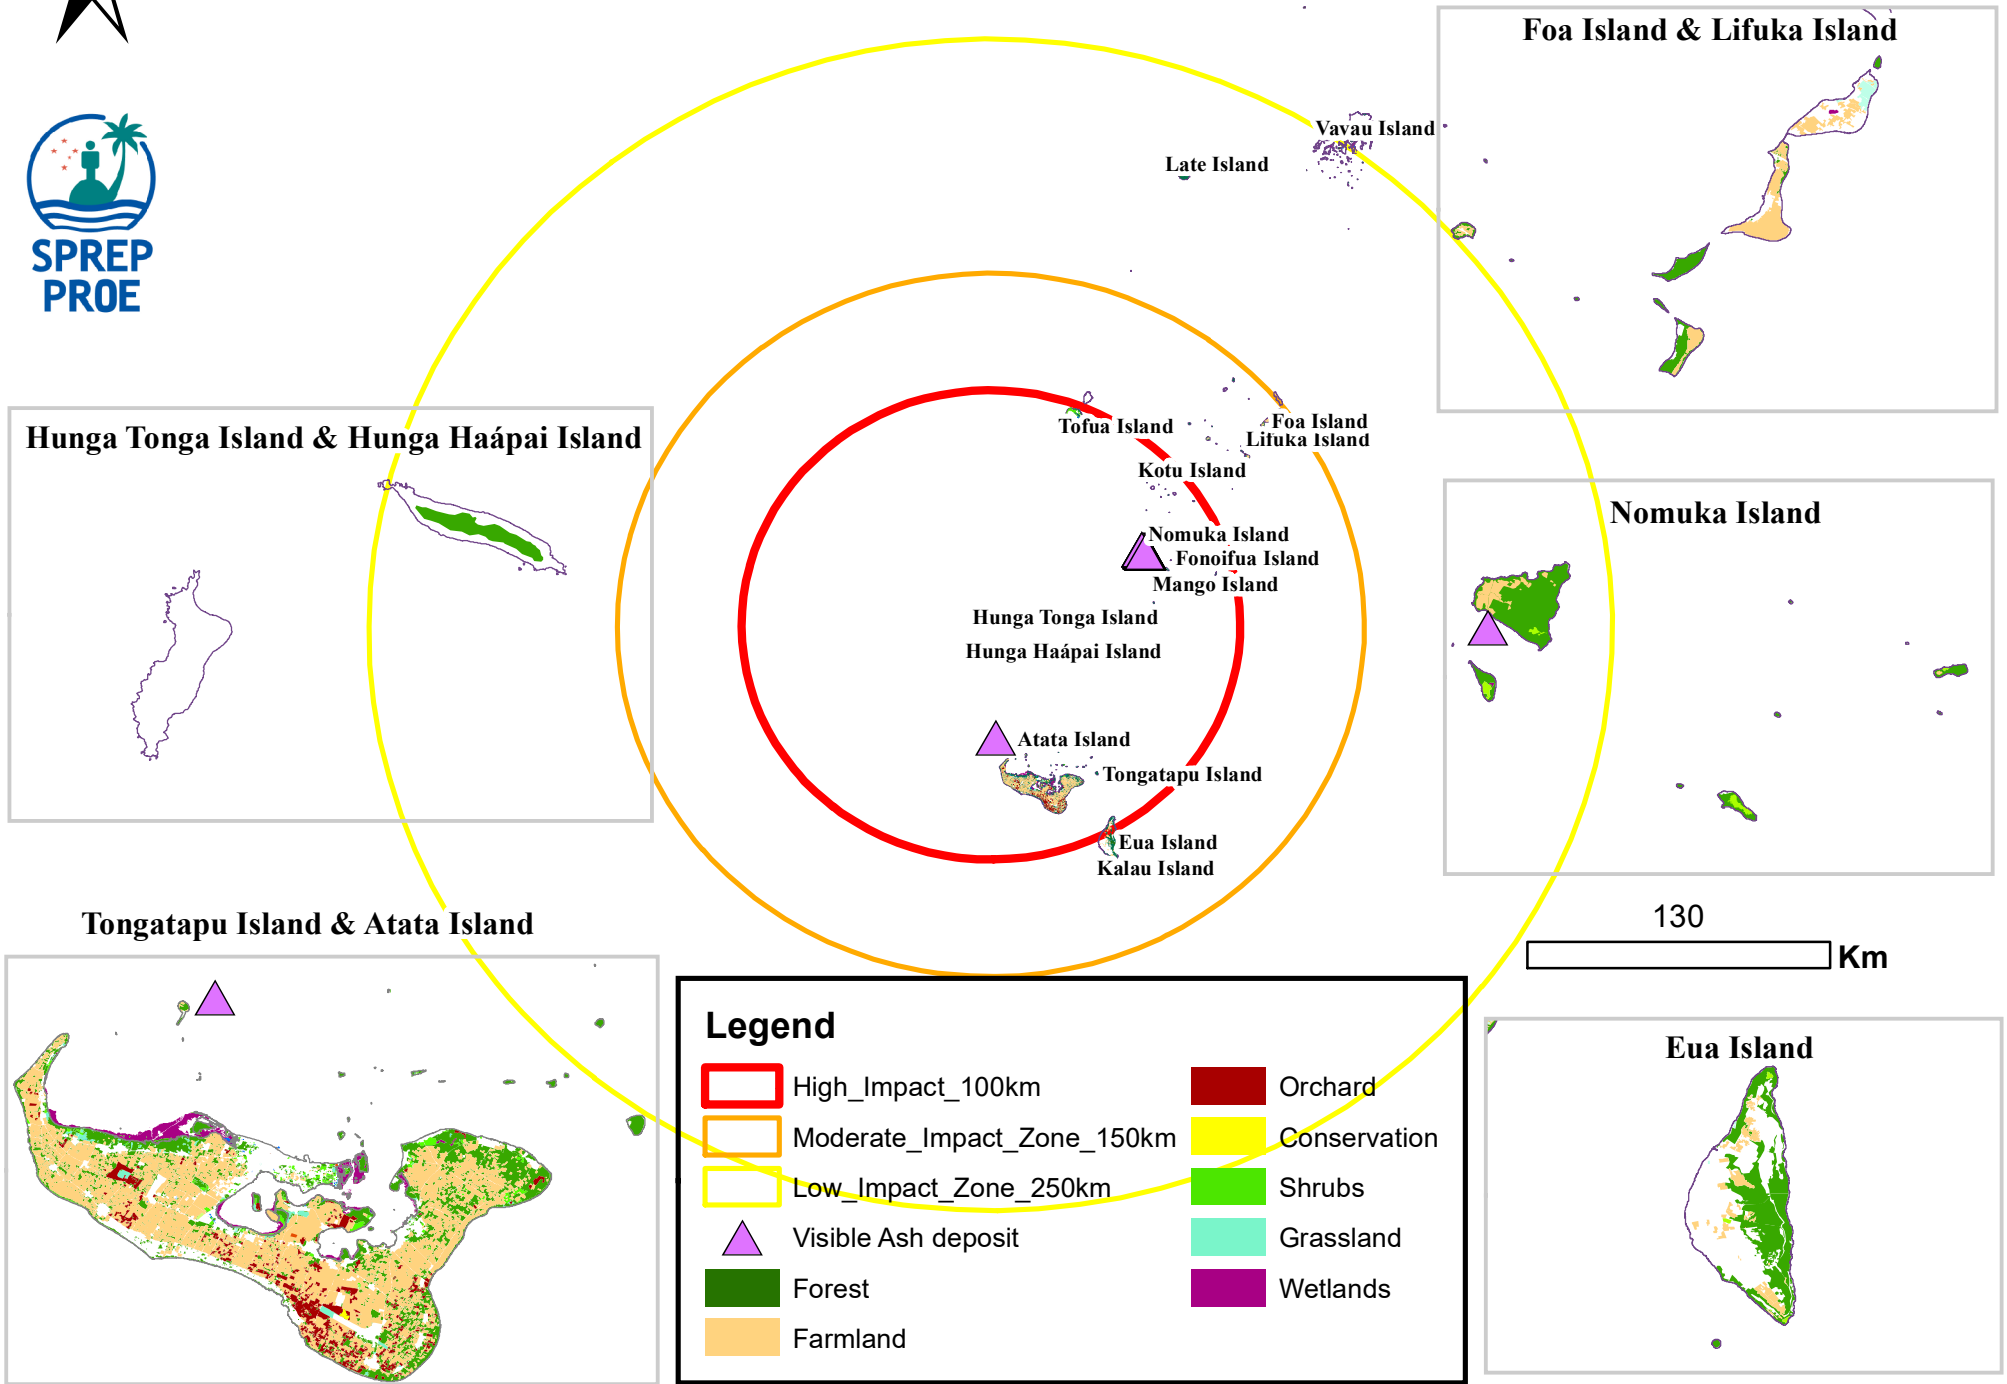 Foa Island & Lifuka Island
Vavau Island
Late Island
SPREP
PROE
Hunga Tonga Island & Hunga Haápai Island
Tofua Island
Foa Island
Lifuka Island
Kotu Island
Nomuka Island
Nomuka Island
Fonoifua Island
Mango Island
Hunga Tonga Island
Hunga Haápai Island
Atata Island
Tongatapu Island
Eua Island
Kalau Island
Tongatapu Island & Atata Island
130
Km
Legend
High_Impact_100km
Moderate_Impact_Zone_150km
Low_Impact_Zone_250km
Visible Ash deposit
Forest
Farmland
Orchard
Conservation
Shrubs
Grassland
Wetlands
Eua Island